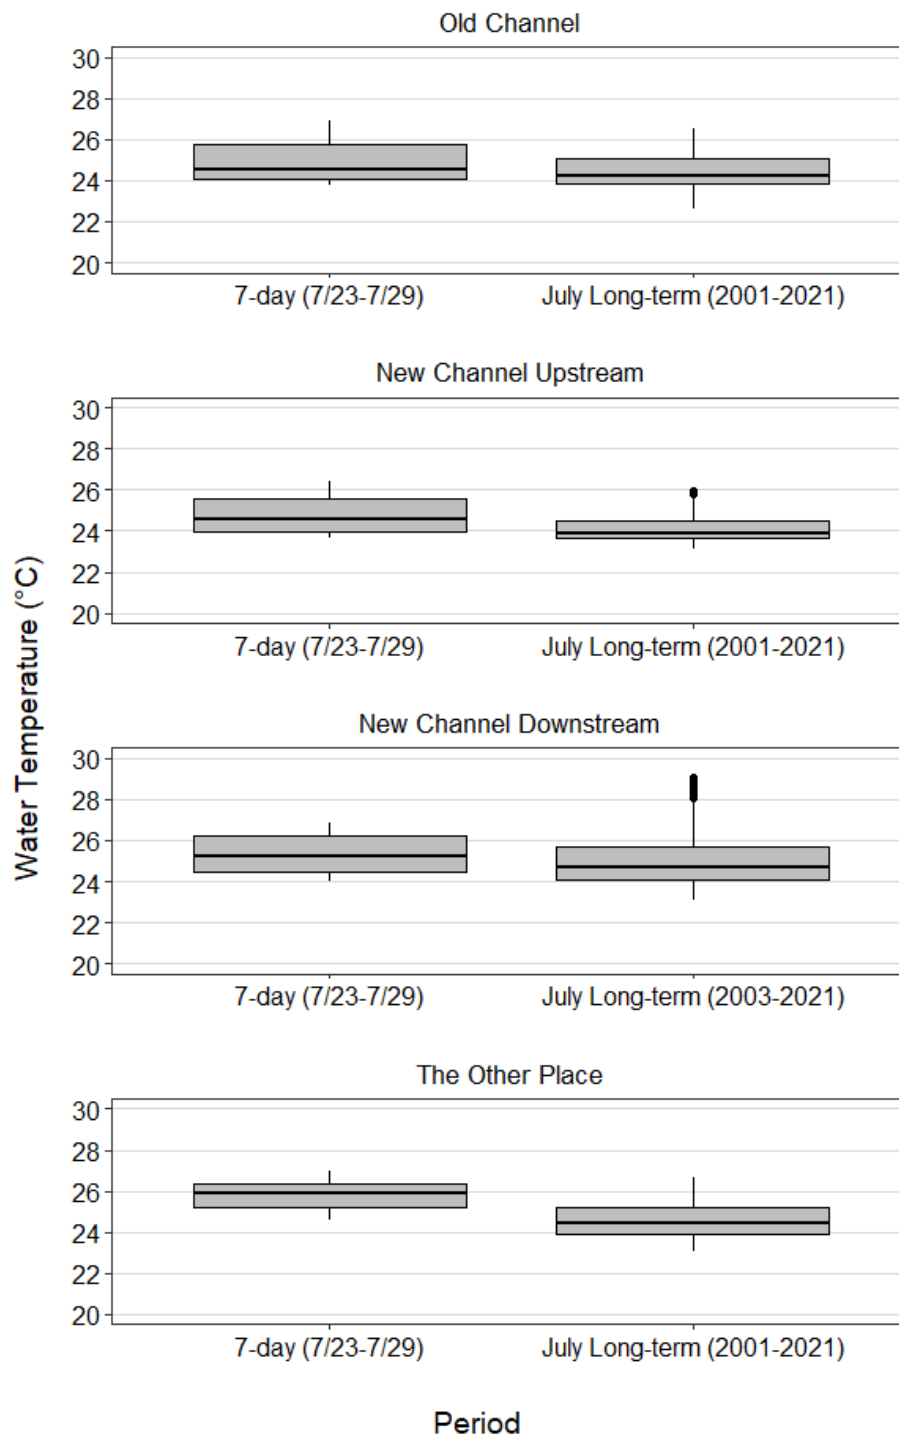 Old Channel
30
28
26
24
22
20
7-day (7/23-7/29) July Long-term (2001-2021)
New Channel Upstream
30
28
26
24
22
20
7-day (7/23-7/29) July Long-term (2001-2021)
New Channel Downstream
30
28
26
24
22
20
7-day (7/23-7/29) July Long-term (2003-2021)
The Other Place
30
28
26
24
22
20
7-day (7/23-7/29) July Long-term (2001-2021)
Water Temperature (°C)
Period